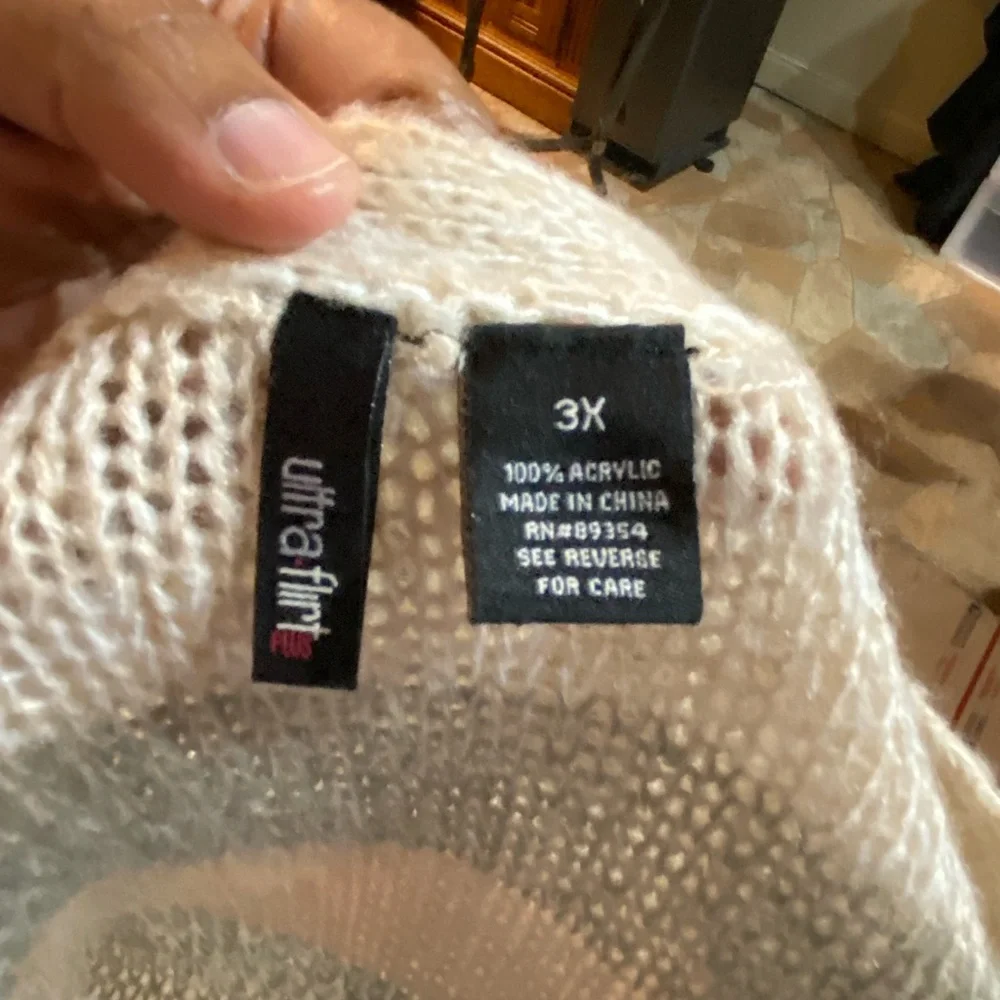 ultra flirt
PLUS
3X
100% ACRYLIC
MADE IN CHINA
RN#89354
SEE REVERSE
FOR CARE